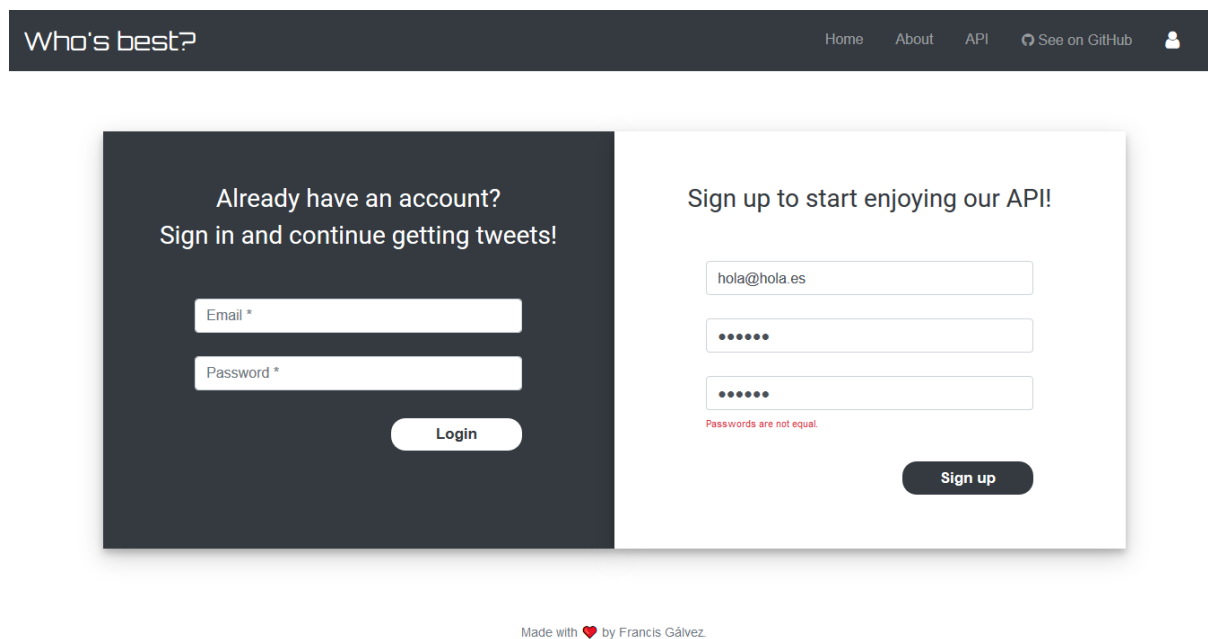 Who's best?
Home About API See on GitHub
Already have an account?
Sign in and continue getting tweets!
Email *
Password *
Login
Sign up to start enjoying our API!
hola@hola.es
●●●●●●
●●●●●●
Passwords are not equal.
Sign up
Made with ❤ by Francis Gálvez.